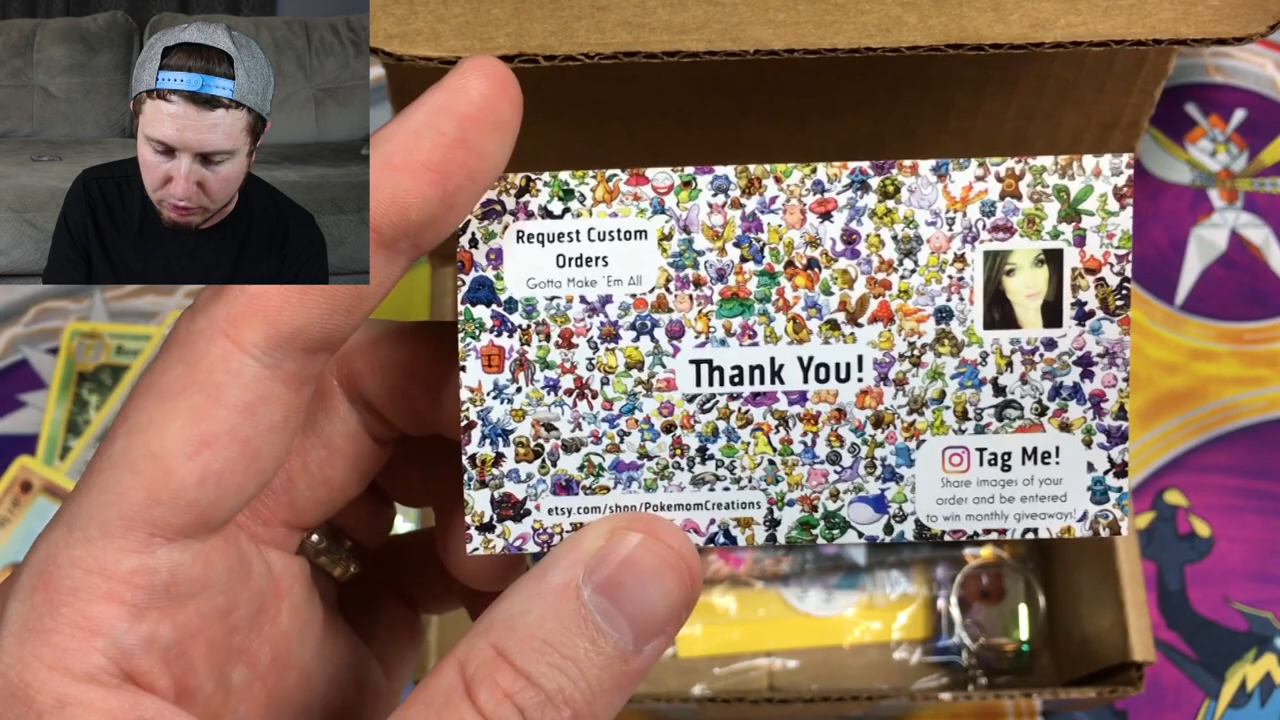 Request Custom
Orders
Gotta Make 'Em All
Thank You!
Tag Me!
Share images of your
order and be entered
to win monthly giveaways!
etsy.com/shop/PokemomCreations